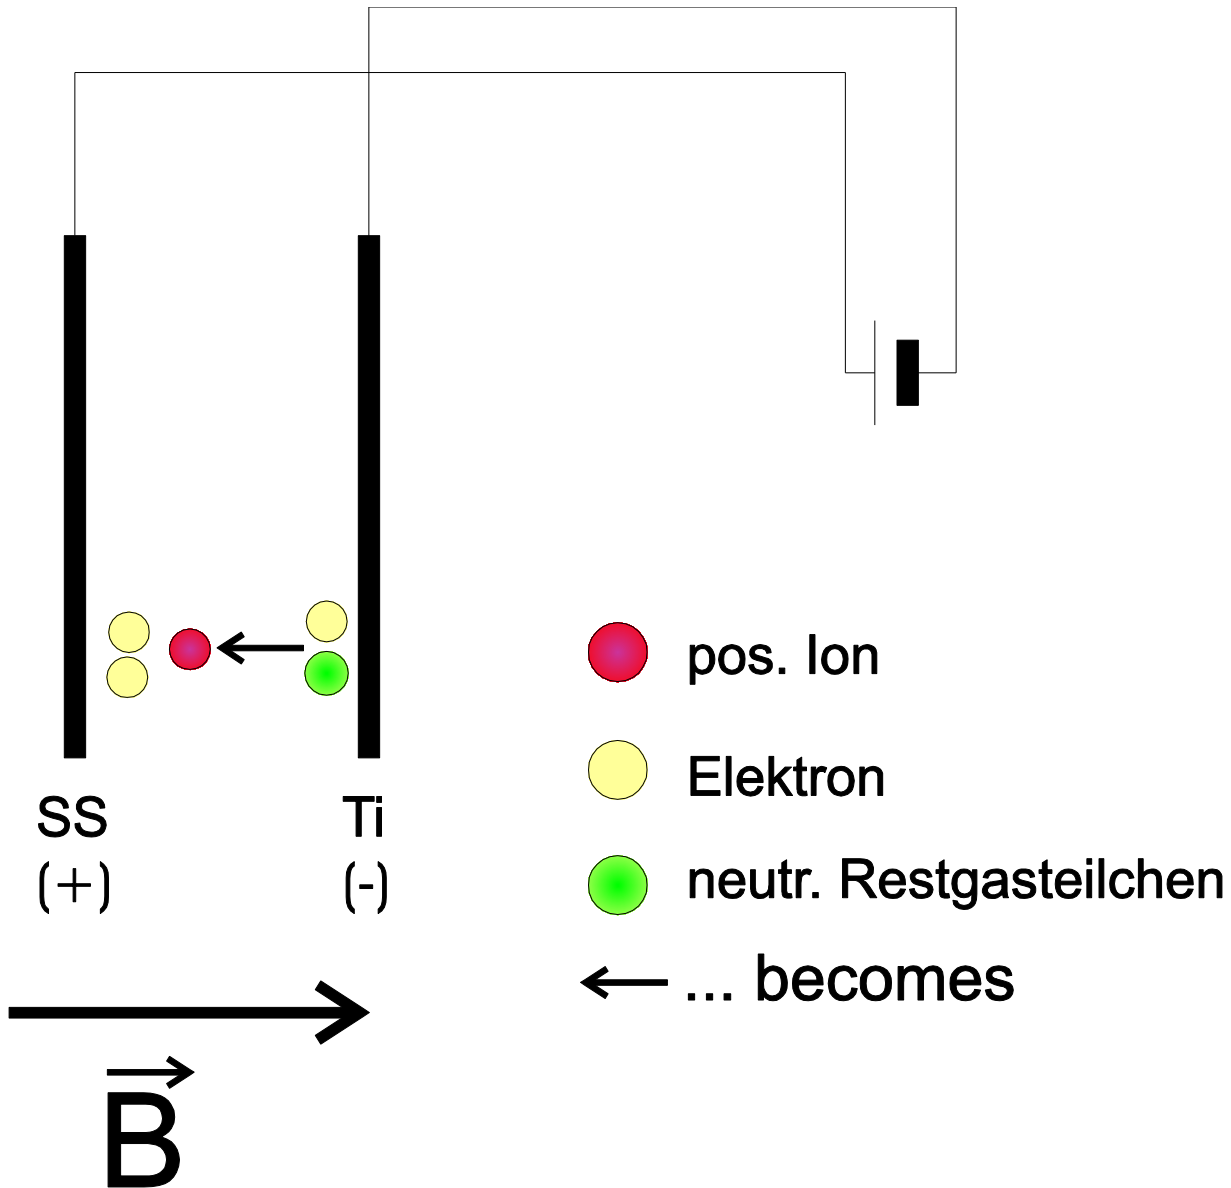 SS
(+)
Ti
(-)
B
pos. Ion
Elektron
neutr. Restgasteilchen
... becomes